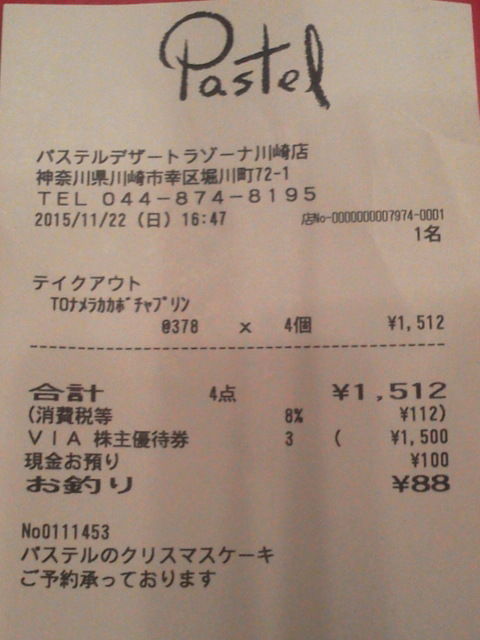 Pastel
パステルデザートラゾーナ川崎店
神奈川県川崎市幸区堀川町72-1
TEL 044-874-8195
2015/11/22 (日) 16:47 店No-0000000007974-0001
1名
テイクアウト
TOナメラカカボチャプリン
@378 x 4個 ¥1,512
合計 4点 ¥1,512
(消費税等 8% ¥112)
VIA 株主優待券 3 ( ¥1,500
現金お預り ¥100
お釣り ¥88
No0111453
パステルのクリスマスケーキ
ご予約承っております